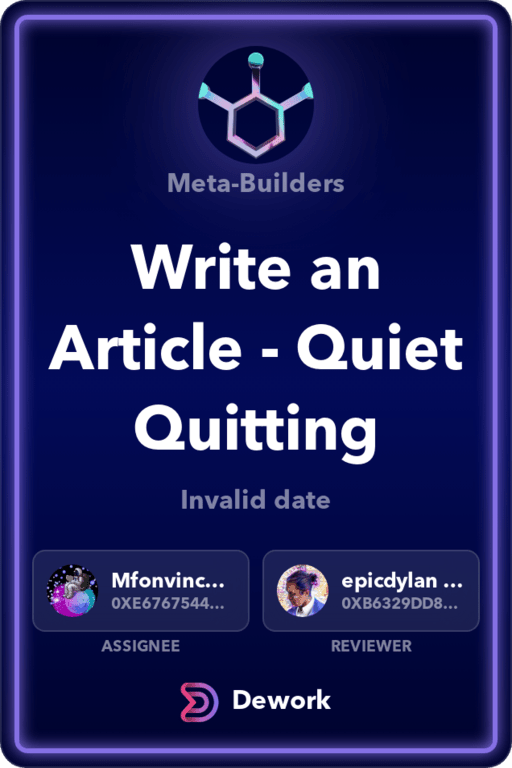 Meta-Builders
Write an
Article - Quiet
Quitting
Invalid date
Mfonvinc...
0XE6767544...
ASSIGNEE
epicdylan ...
0XB6329DD8...
REVIEWER
Dework